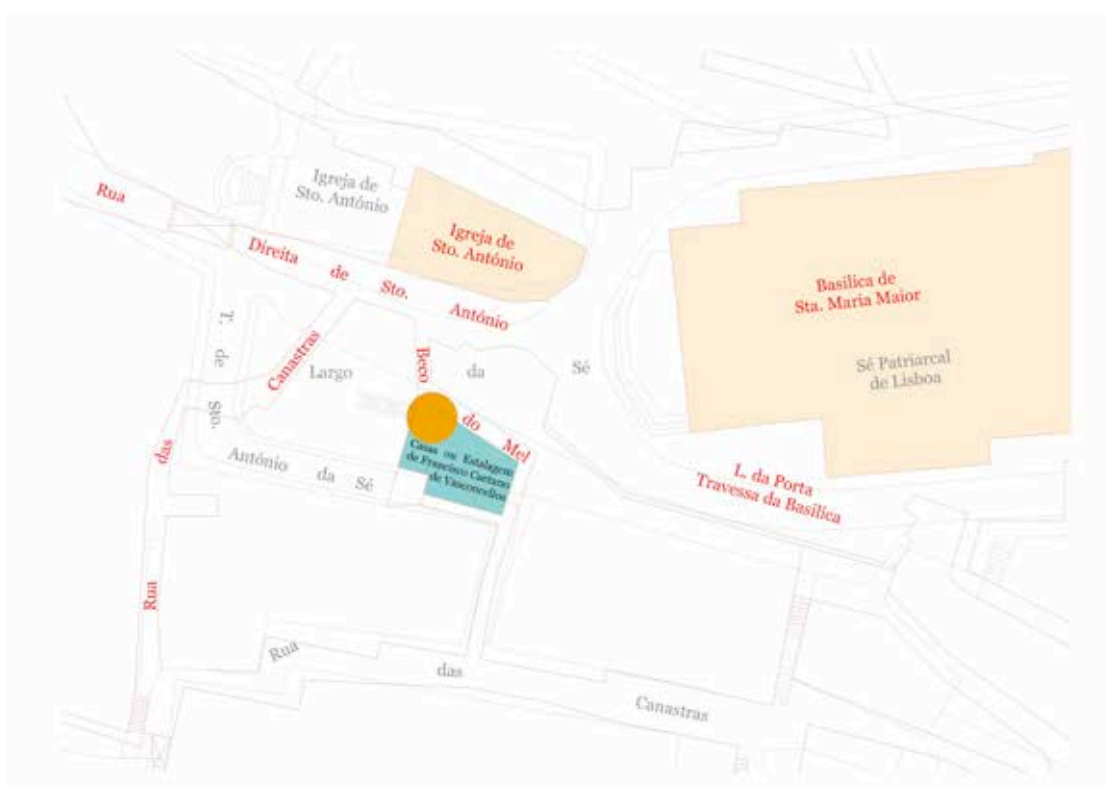 Igreja de
Sto. António
Rua
Igreja de
Sto. António
Direita de Sto. António
Basilica de
Sta. Maria Maior
T. de Sto.
António da Sé
Canastras
Largo
Beco
da
Sé
Sé Patriarcal
de Lisboa
do Mel
Casas ou Estalagem
de Francisco Caetano
de Vasconcellos
das
L. da Porta
Travessa da Basílica
Rua
Rua
das
Canastras